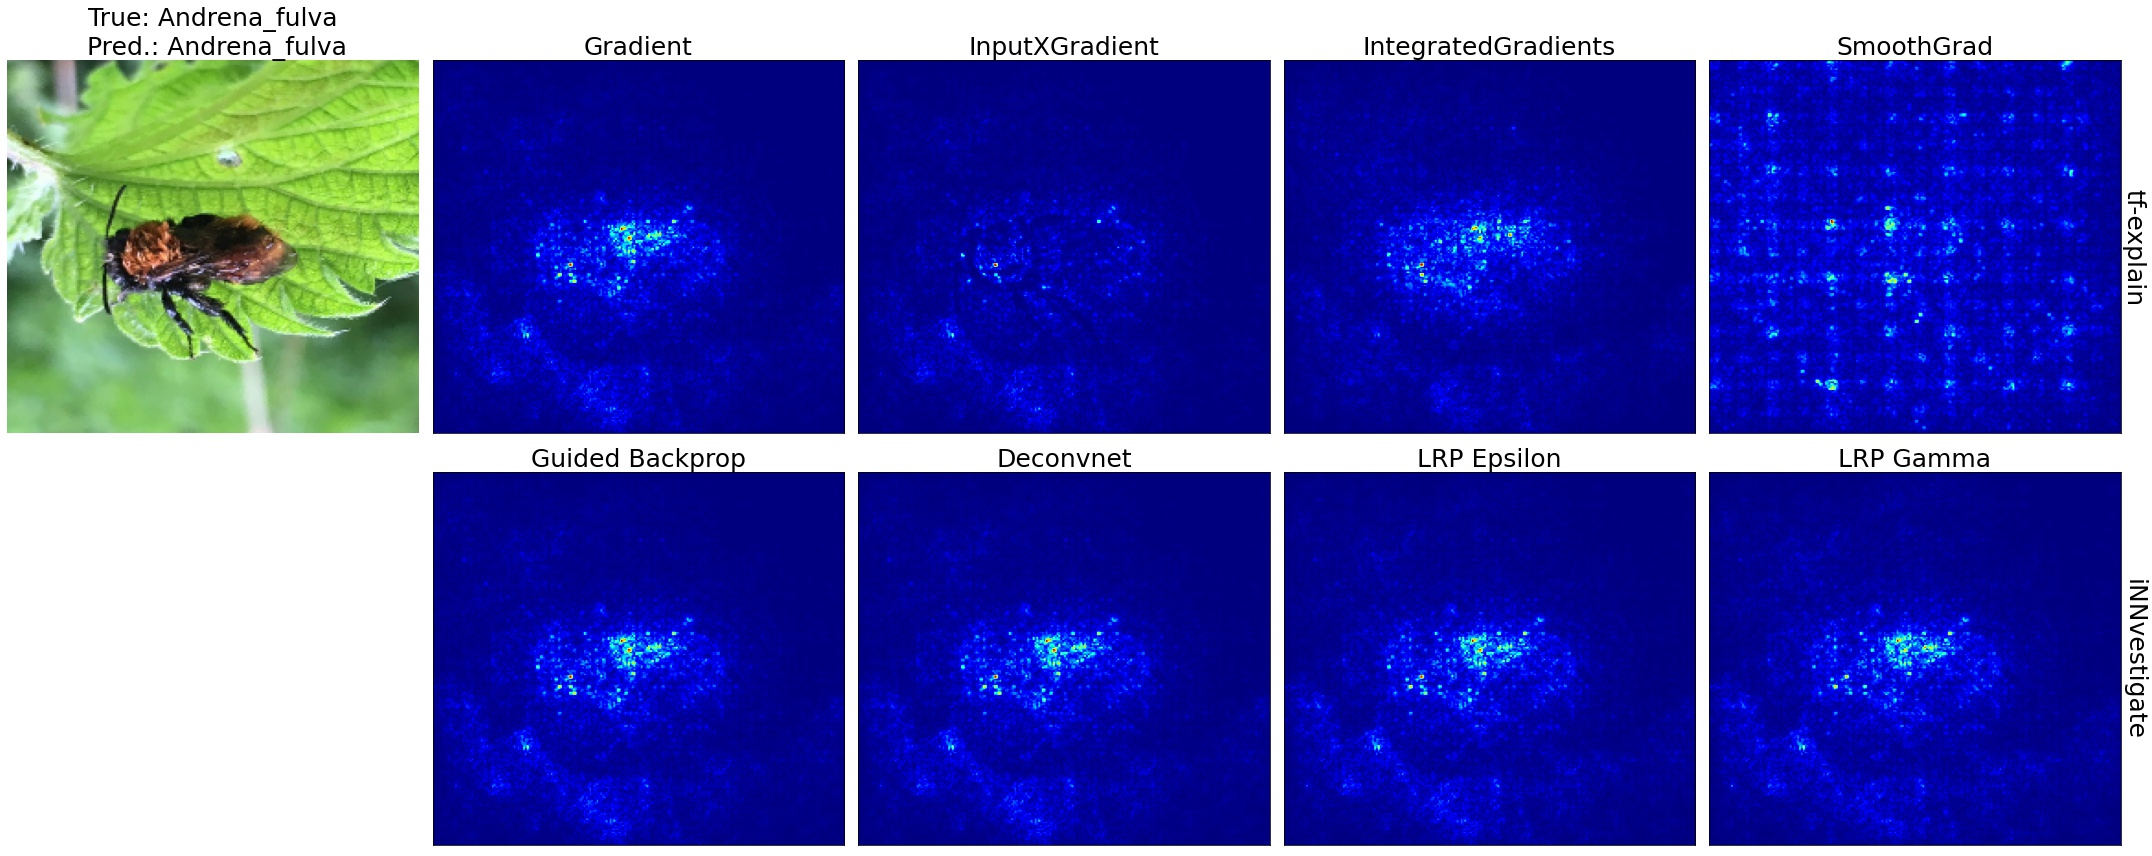 True: Andrena_fulva
Pred.: Andrena_fulva
Gradient
InputXGradient
IntegratedGradients
SmoothGrad
tf-explain
Guided Backprop
Deconvnet
LRP Epsilon
LRP Gamma
iNNvestigate